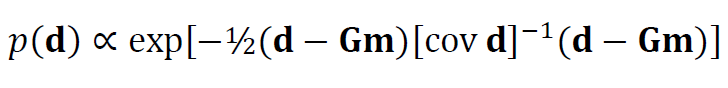 p(d) ∝ exp[−½(d − Gm)[cov d]⁻¹(d − Gm)]